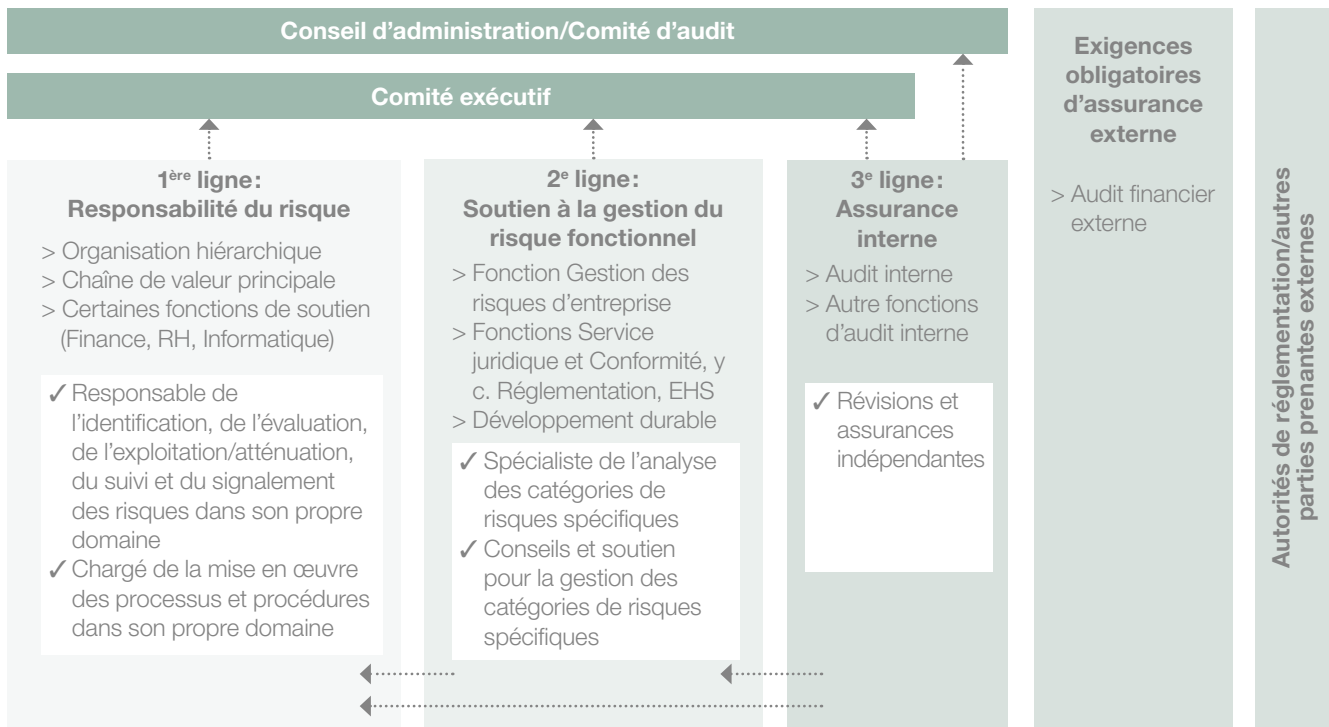 Conseil d'administration/Comité d'audit
Comité exécutif
1ère ligne:
Responsabilité du risque
> Organisation hiérarchique
> Chaîne de valeur principale
> Certaines fonctions de soutien
(Finance, RH, Informatique)
✓ Responsable de
l'identification, de l'évaluation,
de l'exploitation/atténuation,
du suivi et du signalement
des risques dans son propre
domaine
✓ Chargé de la mise en œuvre
des processus et procédures
dans son propre domaine
2e ligne:
Soutien à la gestion du
risque fonctionnel
> Fonction Gestion des
risques d'entreprise
> Fonctions Service
juridique et Conformité, y
c. Réglementation, EHS
> Développement durable
✓ Spécialiste de l'analyse
des catégories de
risques spécifiques
✓ Conseils et soutien
pour la gestion des
catégories de risques
spécifiques
3e ligne:
Assurance
interne
> Audit interne
> Autre fonctions
d'audit interne
✓ Révisions et
assurances
indépendantes
Exigences
obligatoires
d'assurance
externe
> Audit financier
externe
Autorités de réglementation/autres
parties prenantes externes